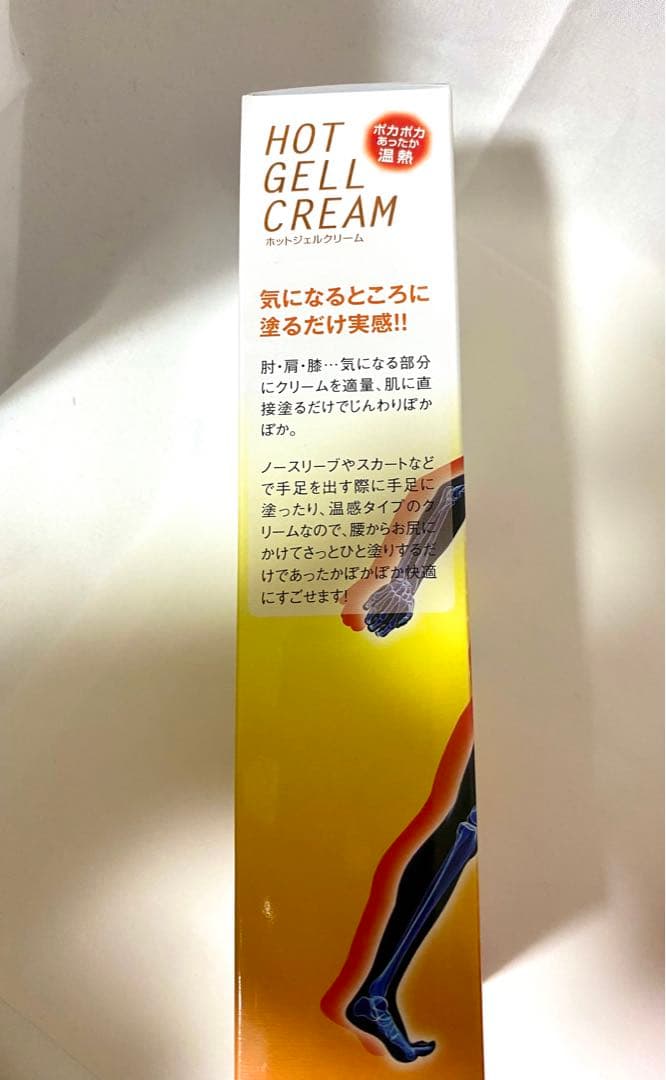 HOT
GELL
CREAM
ホットジェルクリーム
ポカポカ
あったか
温熱
気になるところに
塗るだけ実感!!
肘・肩・膝…気になる部分
にクリームを適量、肌に直
接塗るだけでじんわりぽか
ぽか。
ノースリーブやスカートなど
で手足を出す際に手足に
塗ったり、温感タイプのク
リームなので、腰からお尻に
かけてさっとひと塗りするだ
けであったかぽかぽか快適
にすごせます!